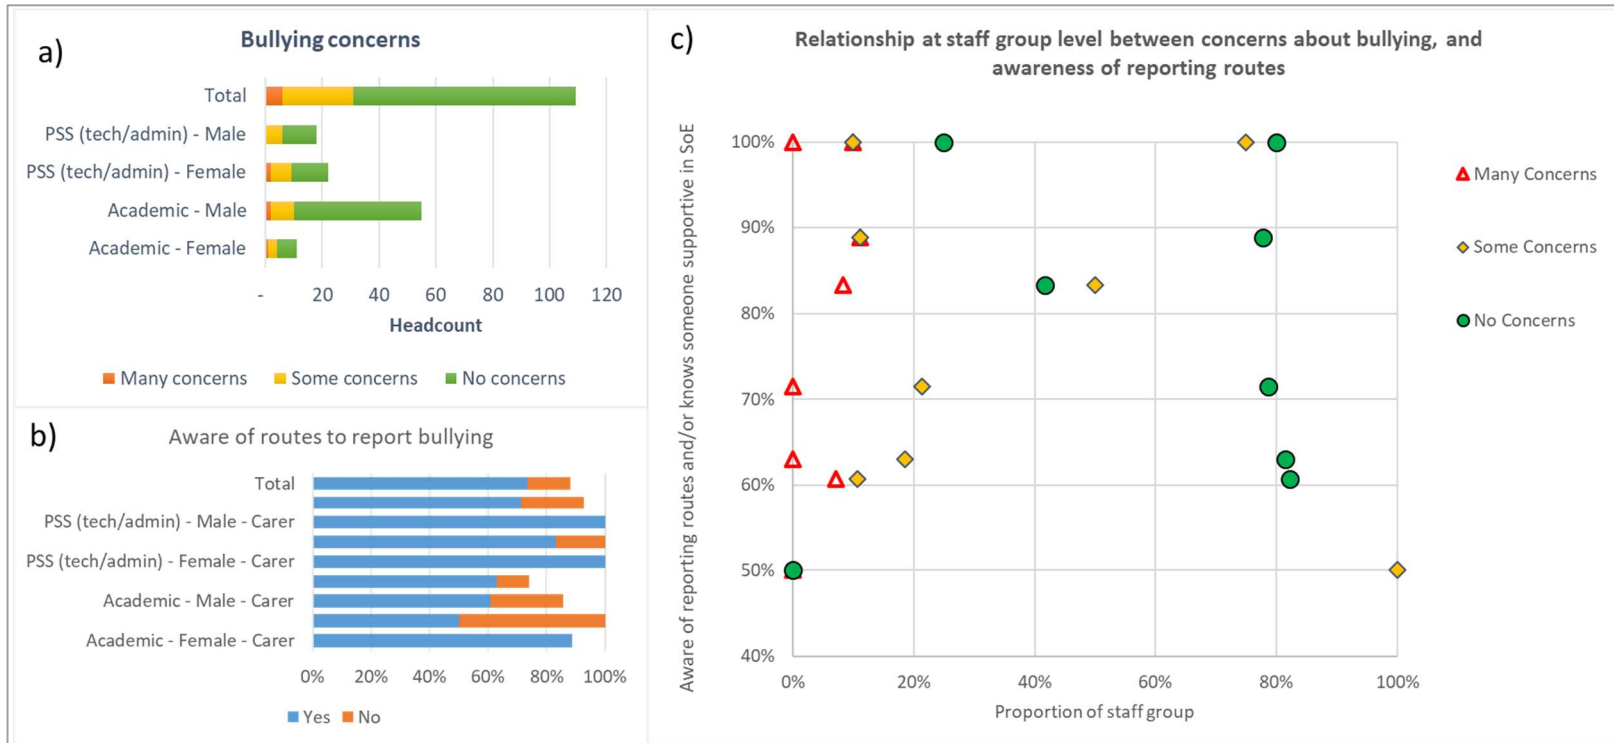 a)
Bullying concerns
Total
PSS (tech/admin) - Male
PSS (tech/admin) - Female
Academic - Male
Academic - Female
- 20 40 60 80 100 120
Headcount
Many concerns Some concerns No concerns
b)
Aware of routes to report bullying
Total
PSS (tech/admin) - Male - Carer
PSS (tech/admin) - Female - Carer
Academic - Male - Carer
Academic - Female - Carer
0% 20% 40% 60% 80% 100%
Yes No
c)
Relationship at staff group level between concerns about bullying, and
awareness of reporting routes
Aware of reporting routes and/or knows someone supportive in SoE
100%
90%
80%
70%
60%
50%
40%
0% 20% 40% 60% 80% 100%
Proportion of staff group
Many Concerns
Some Concerns
No Concerns